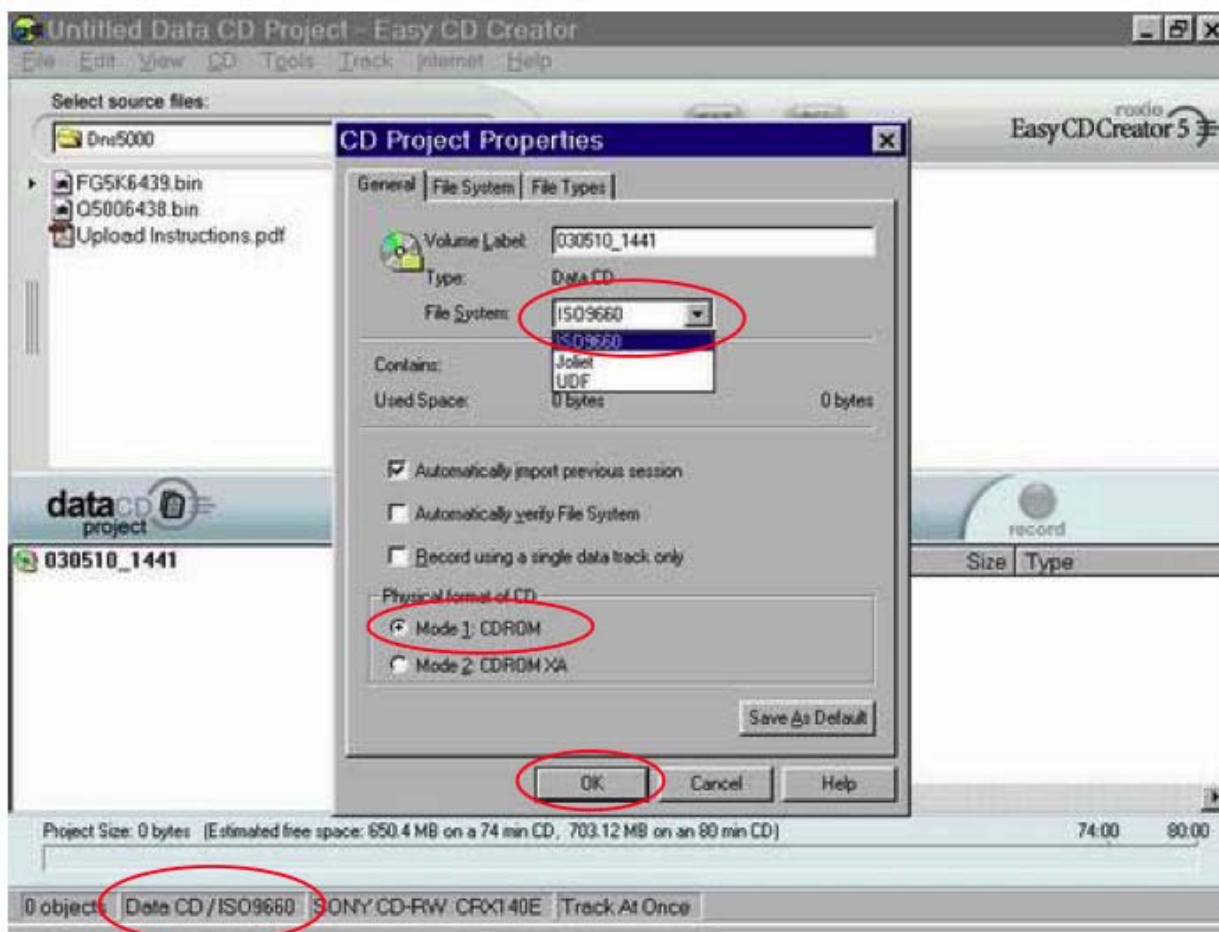 Untitled Data CD Project - Easy CD Creator
File Edit View CD Tools Track Internet Help
Select source files:
Dns5000
roxio
Easy CD Creator 5
FG5K6439.bin
Q5006438.bin
Upload Instructions.pdf
CD Project Properties
General File System File Types
Volume Label: 030510_1441
Type: Data CD
File System: ISO9660
ISO9660
Joliet
UDF
Contains:
Used Space: 0 bytes 0 bytes
Automatically import previous session
Automatically verify File System
Record using a single data track only
Physical format of CD
Mode 1: CDROM
Mode 2: CDROM XA
Save As Default
OK Cancel Help
data CD project
record
030510_1441
Size Type
Project Size: 0 bytes (Estimated free space: 650.4 MB on a 74 min CD, 703.12 MB on an 80 min CD) 74:00 80:00
0 objects Data CD / ISO9660 SONY CD-RW CRX140E Track At Once